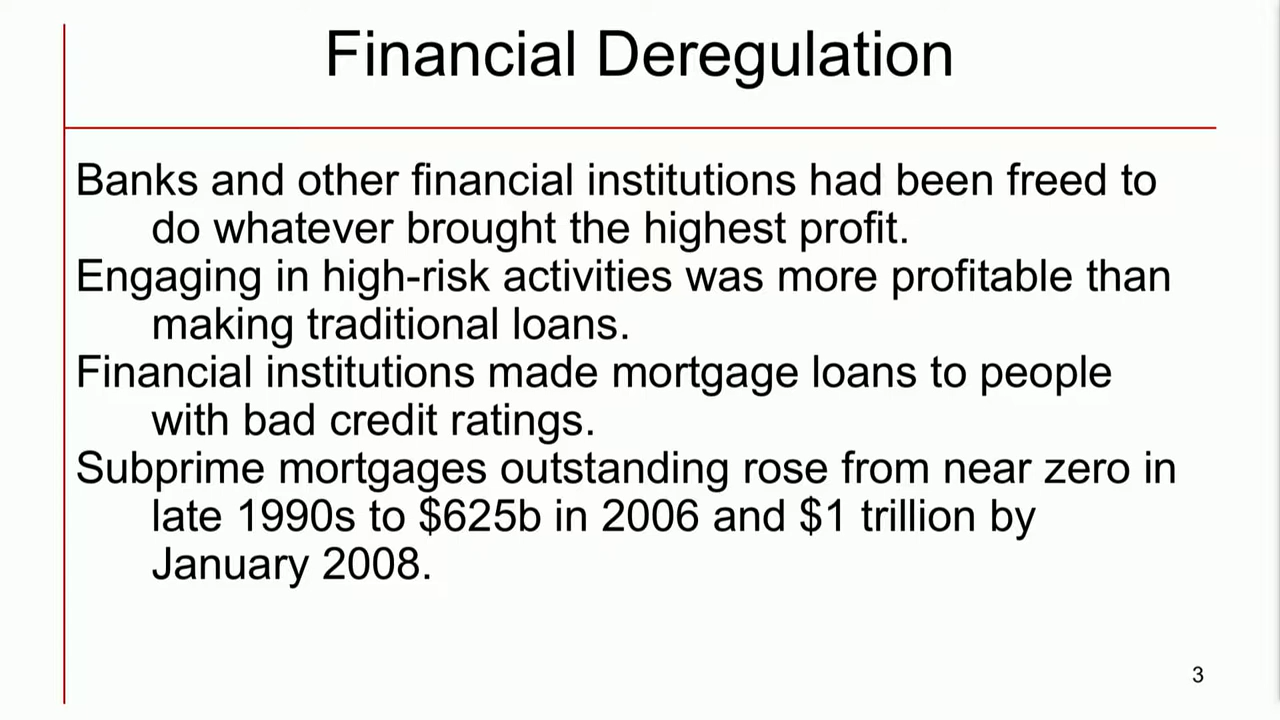 Financial Deregulation
Banks and other financial institutions had been freed to
do whatever brought the highest profit.
Engaging in high-risk activities was more profitable than
making traditional loans.
Financial institutions made mortgage loans to people
with bad credit ratings.
Subprime mortgages outstanding rose from near zero in
late 1990s to $625b in 2006 and $1 trillion by
January 2008.
3